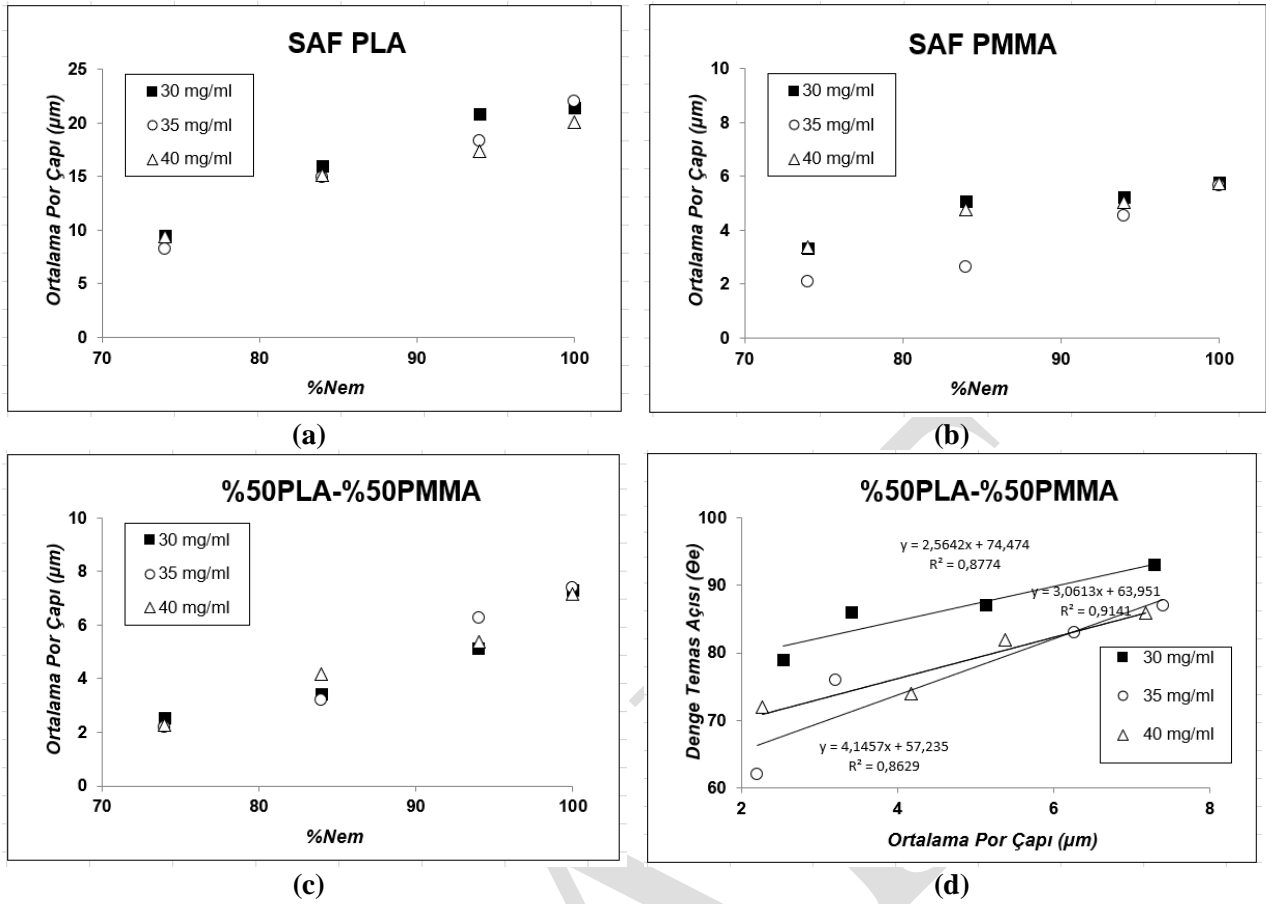 SAF PLA
30 mg/ml
35 mg/ml
40 mg/ml
Ortalama Por Çapı (µm)
25
20
15
10
5
0
70
80
90
100
%Nem
(a)
SAF PMMA
30 mg/ml
35 mg/ml
40 mg/ml
Ortalama Por Çapı (µm)
10
8
6
4
2
0
70
80
90
100
%Nem
(b)
%50PLA-%50PMMA
30 mg/ml
35 mg/ml
40 mg/ml
Ortalama Por Çapı (µm)
10
8
6
4
2
0
70
80
90
100
%Nem
(c)
%50PLA-%50PMMA
Denge Temas Açısı (Θe)
100
90
80
70
60
y = 2,5642x + 74,474
R² = 0,8774
y = 3,0613x + 63,951
R² = 0,9141
30 mg/ml
35 mg/ml
40 mg/ml
y = 4,1457x + 57,235
R² = 0,8629
2
4
6
8
Ortalama Por Çapı (µm)
(d)